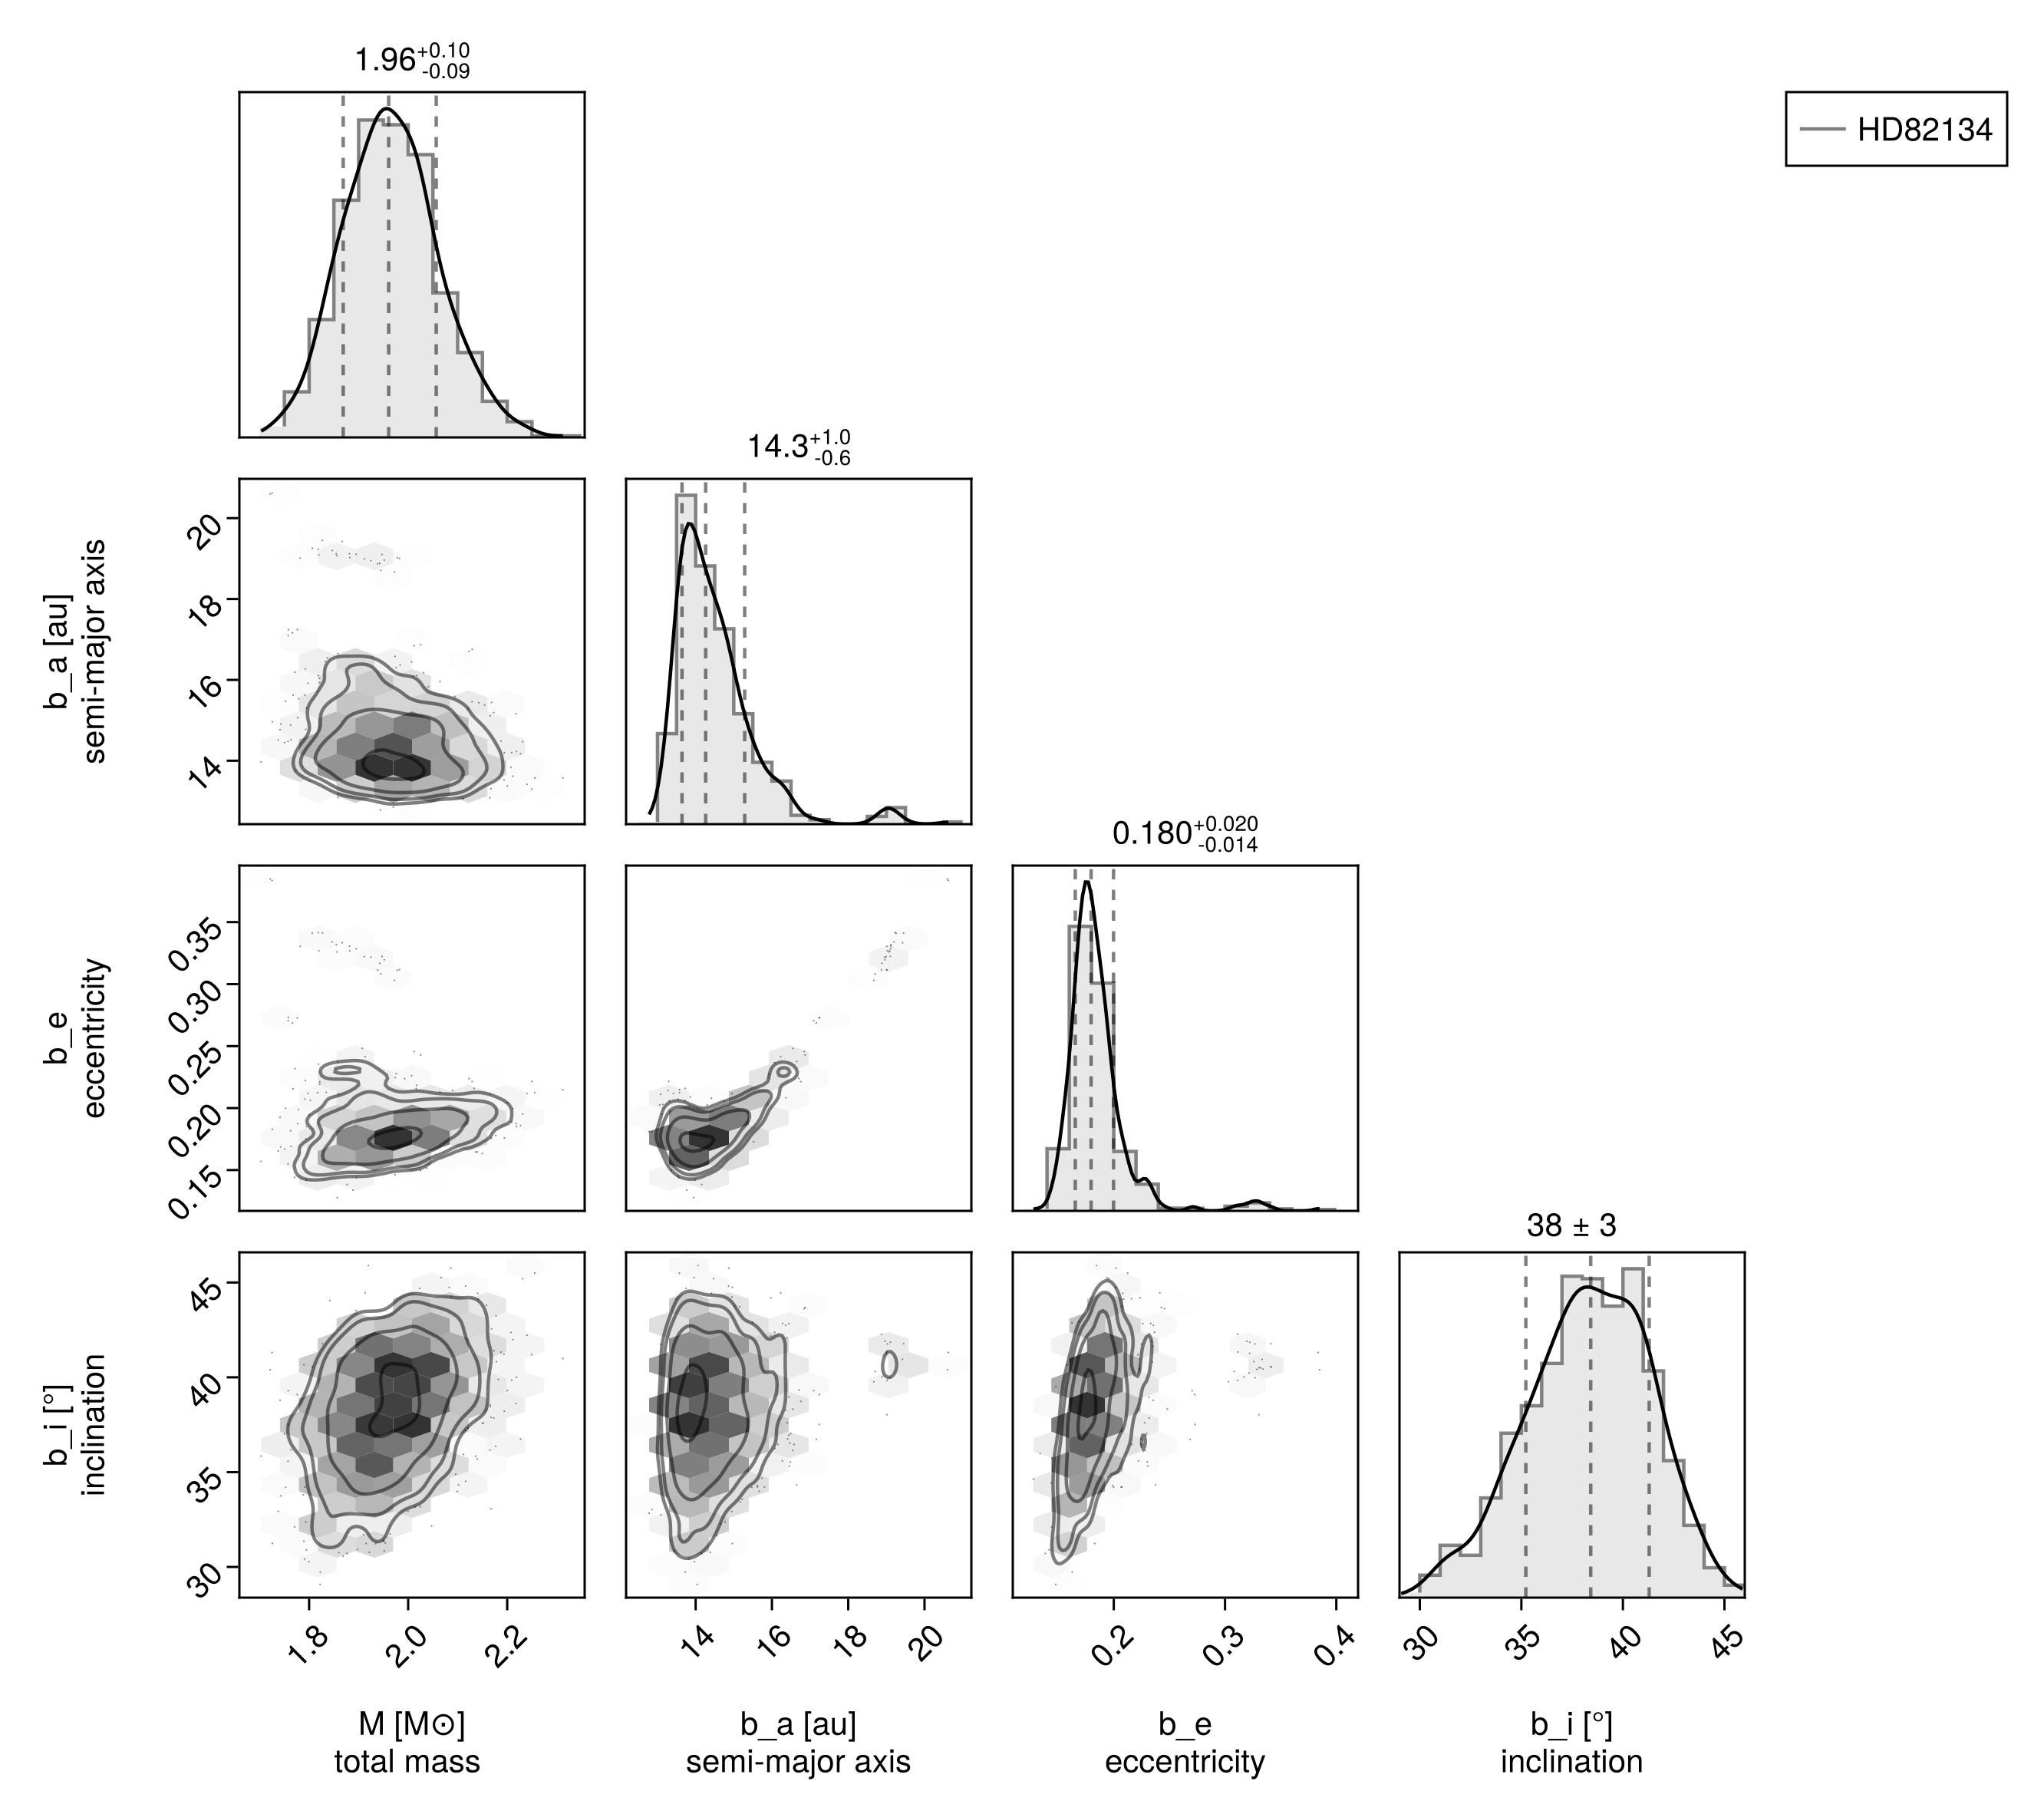 1.96+0.10-0.09
HD82134
14.3+1.0-0.6
20
18
16
14
b_a [au]
semi-major axis
0.180+0.020-0.014
0.35
0.30
0.25
0.20
0.15
b_e
eccentricity
38 ± 3
45
40
35
30
b_i [°]
inclination
1.8 2.0 2.2
14 16 18 20
0.2 0.3 0.4
30 35 40 45
M [M⊙]
total mass
b_a [au]
semi-major axis
b_e
eccentricity
b_i [°]
inclination